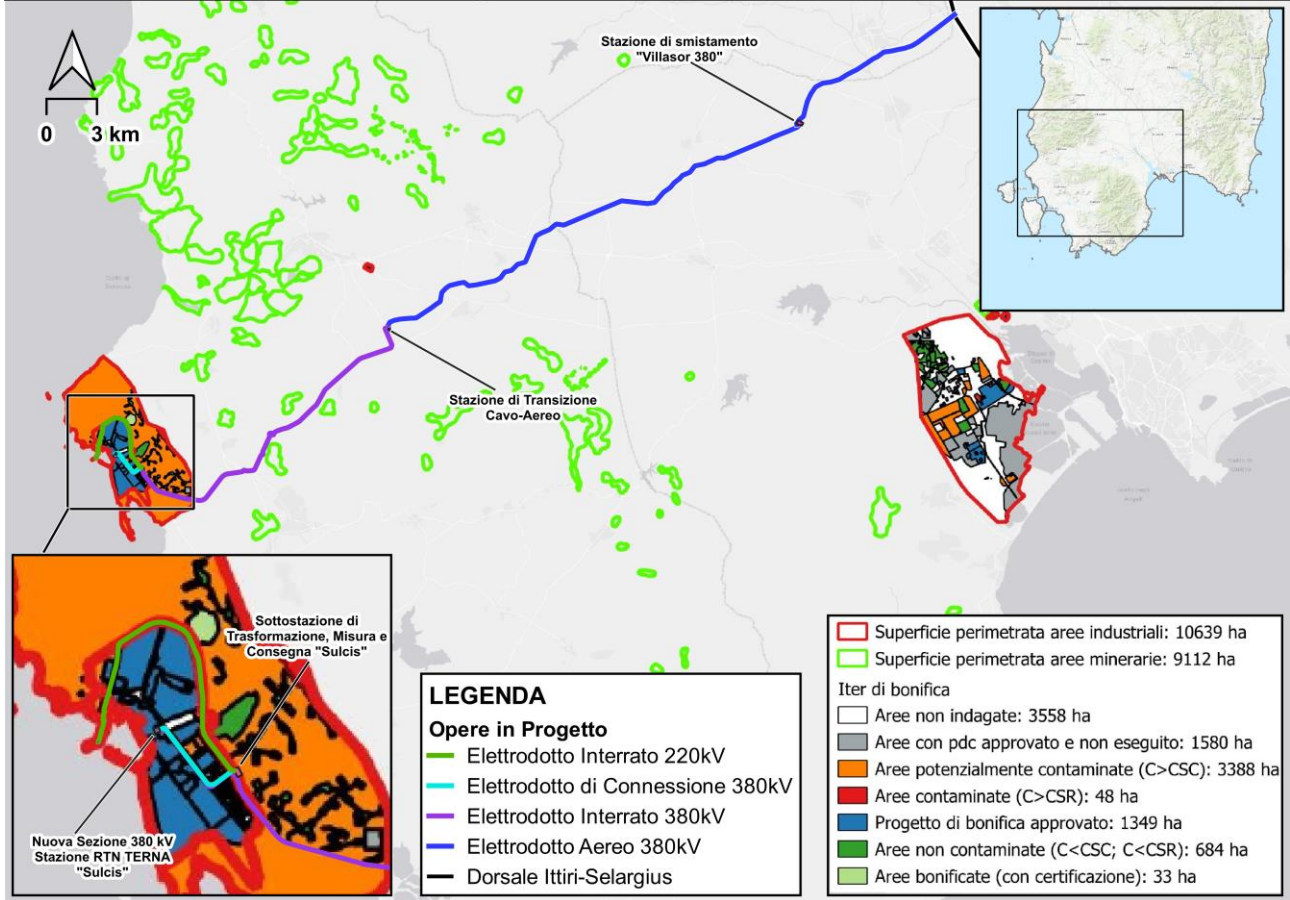 Stazione di smistamento
"Villasor 380"
0 3 km
Stazione di Transizione
Cavo-Aereo
Sottostazione di
Trasformazione, Misura e
Consegna "Sulcis"
Nuova Sezione 380 kV
Stazione RTN TERNA
"Sulcis"
LEGENDA
Opere in Progetto
Elettrodotto Interrato 220kV
Elettrodotto di Connessione 380kV
Elettrodotto Interrato 380kV
Elettrodotto Aereo 380kV
Dorsale Ittiri-Selargius
Superficie perimetrata aree industriali: 10639 ha
Superficie perimetrata aree minerarie: 9112 ha
Iter di bonifica
Aree non indagate: 3558 ha
Aree con pdc approvato e non eseguito: 1580 ha
Aree potenzialmente contaminate (C>CSC): 3388 ha
Aree contaminate (C>CSR): 48 ha
Progetto di bonifica approvato: 1349 ha
Aree non contaminate (C<CSC; C<CSR): 684 ha
Aree bonificate (con certificazione): 33 ha